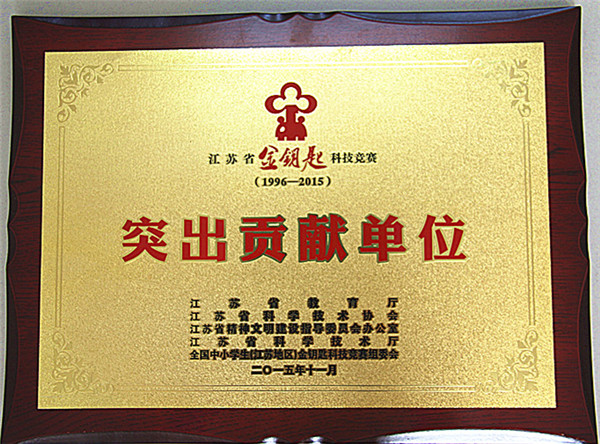 江苏省金钥匙科技竞赛
(1996—2015)
突出贡献单位
江苏省教育厅
江苏省科学技术协会
江苏省精神文明建设指导委员会办公室
江苏省科学技术厅
全国中小学生(江苏地区)金钥匙科技竞赛组委会
二〇一五年十一月